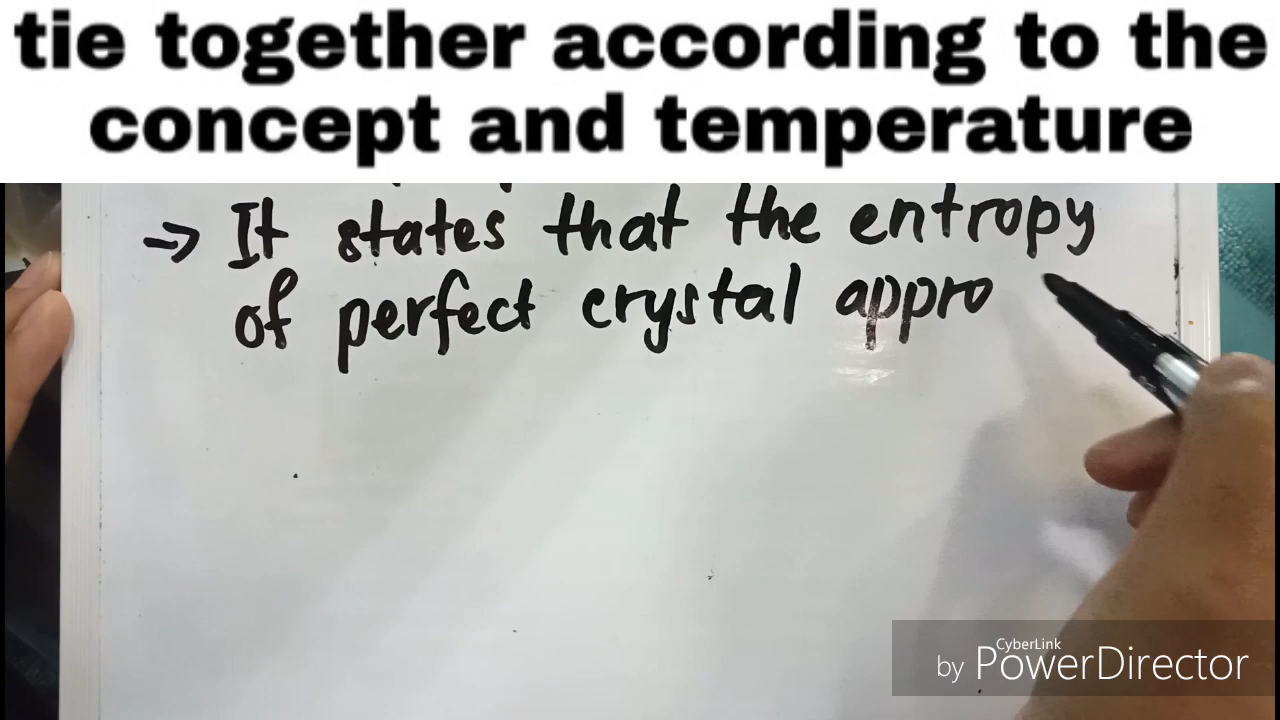 tie together according to the
concept and temperature
→ It states that the entropy
of perfect crystal appro
CyberLink
by PowerDirector